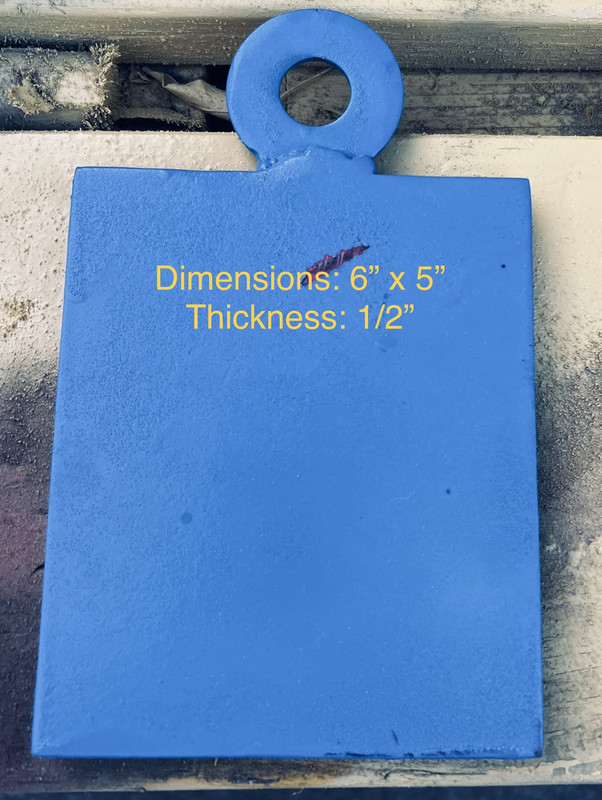 Dimensions: 6” x 5”
Thickness: 1/2”